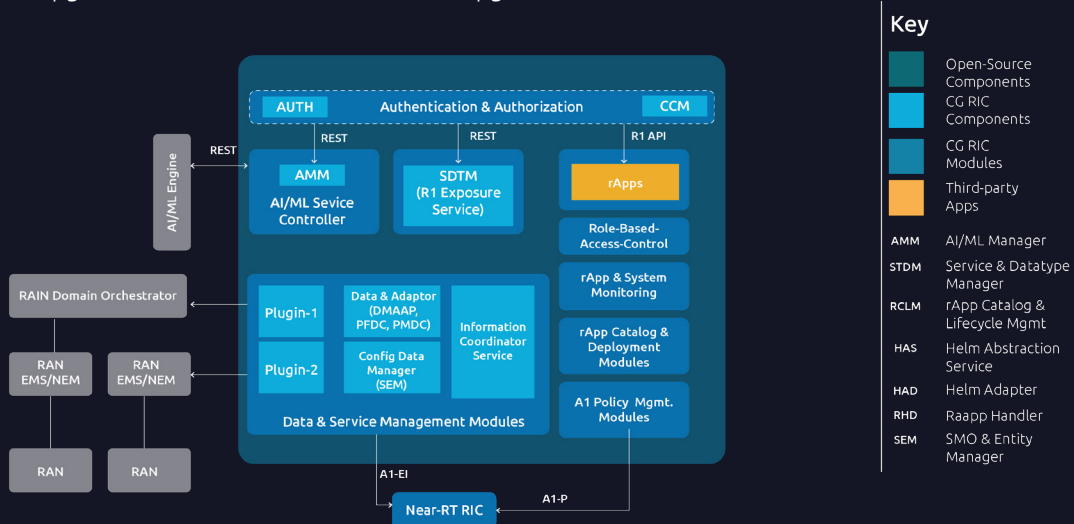 AUTH
Authentication & Authorization
CCM
REST
REST
R1 API
REST
AI/ML Engine
AMM
AI/ML Sevice
Controller
SDTM
(R1 Exposure
Service)
rApps
Role-Based-
Access-Control
rApp & System
Monitoring
rApp Catalog &
Deployment
Modules
A1 Policy Mgmt.
Modules
RAIN Domain Orchestrator
RAN
EMS/NEM
RAN
EMS/NEM
RAN
RAN
Plugin-1
Plugin-2
Data & Adaptor
(DMAAP,
PFDC, PMDC)
Config Data
Manager
(SEM)
Information
Coordinator
Service
Data & Service Management Modules
A1-EI
A1-P
Near-RT RIC
Key
Open-Source
Components
CG RIC
Components
CG RIC
Modules
Third-party
Apps
AMM AI/ML Manager
STDM Service & Datatype
Manager
RCLM rApp Catalog &
Lifecycle Mgmt
HAS Helm Abstraction
Service
HAD Helm Adapter
RHD Raapp Handler
SEM SMO & Entity
Manager